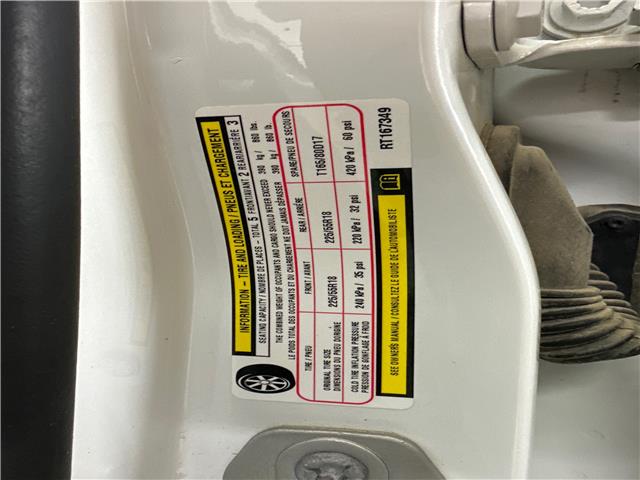 INFORMATION – TIRE AND LOADING / PNEUS ET CHARGEMENT
SEATING CAPACITY / NOMBRE DE PLACES – TOTAL 5 FRONT/AVANT 2 REAR/ARRIÈRE 3
THE COMBINED WEIGHT OF OCCUPANTS AND CARGO SHOULD NEVER EXCEED 390 kg / 860 lbs.
LE POIDS TOTAL DES OCCUPANTS ET DU CHARGEMENT NE DOIT JAMAIS DÉPASSER 390 kg / 860 lb.
TIRE / PNEU FRONT / AVANT REAR / ARRIÈRE SPARE/PNEU DE SECOURS
ORIGINAL TIRE SIZE
DIMENSIONS DU PNEU D'ORIGINE 225/55R18 225/55R18 T165/80D17
COLD TIRE INFLATION PRESSURE
PRESSION DE GONFLAGE À FROID 240 kPa / 35 psi 220 kPa / 32 psi 420 kPa / 60 psi
SEE OWNER'S MANUAL / CONSULTEZ LE GUIDE DE L'AUTOMOBILISTE
RT167349